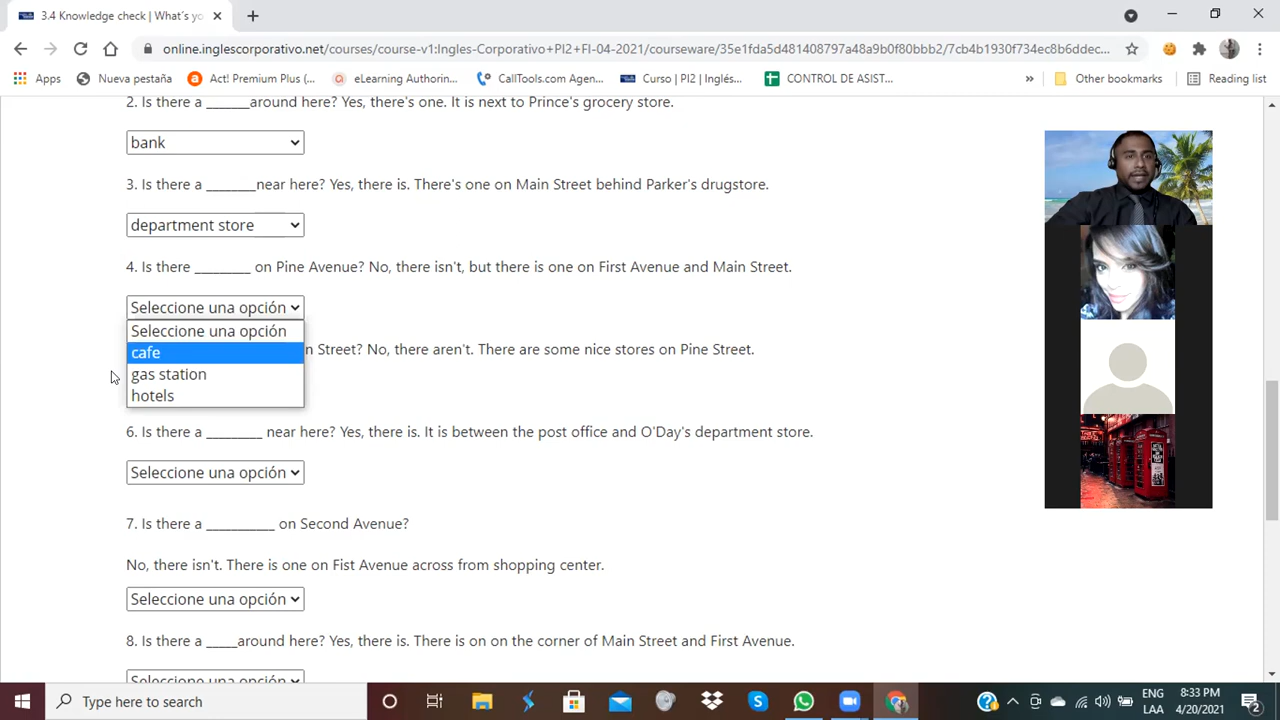 3.4 Knowledge check | What´s yo
online.inglescorporativo.net/courses/course-v1:Ingles-Corporativo+PI2+FI-04-2021/courseware/35e1fda5d481408797a48a9b0f80bbb2/7cb4b1930f734ec8b6ddec...
Apps Nueva pestaña Act! Premium Plus (... eLearning Authorin... CallTools.com Agen... Curso | PI2 | Inglés... CONTROL DE ASIST... » Other bookmarks Reading list
2. Is there a _______around here? Yes, there's one. It is next to Prince's grocery store.
bank
3. Is there a ________near here? Yes, there is. There's one on Main Street behind Parker's drugstore.
department store
4. Is there _________ on Pine Avenue? No, there isn't, but there is one on First Avenue and Main Street.
Seleccione una opción
Seleccione una opción
cafe
n Street? No, there aren't. There are some nice stores on Pine Street.
gas station
hotels
6. Is there a _________ near here? Yes, there is. It is between the post office and O'Day's department store.
Seleccione una opción
7. Is there a ___________ on Second Avenue?
No, there isn't. There is one on Fist Avenue across from shopping center.
Seleccione una opción
8. Is there a _____around here? Yes, there is. There is on on the corner of Main Street and First Avenue.
Seleccione una opción
Type here to search
ENG 8:33 PM
LAA 4/20/2021
2